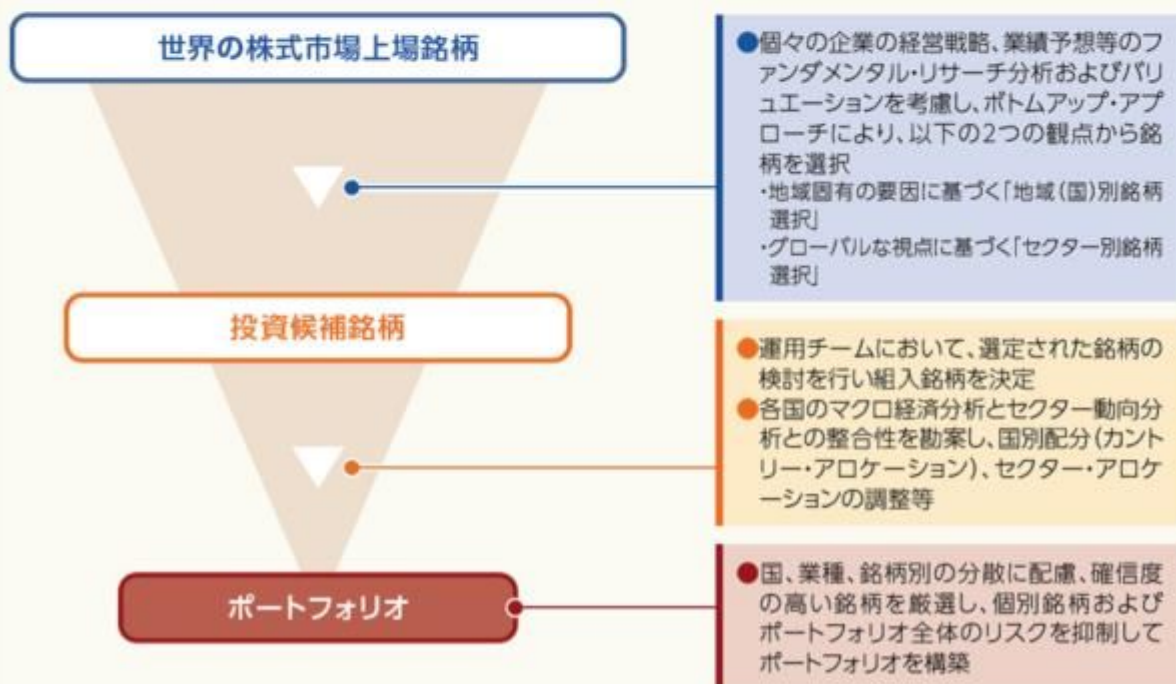 世界の株式市場上場銘柄
●個々の企業の経営戦略、業績予想等のフ
ァンダメンタル・リサーチ分析およびバリ
ュエーションを考慮し、ボトムアップ・アプ
ローチにより、以下の2つの観点から銘
柄を選択
・地域固有の要因に基づく「地域(国)別銘柄
選択」
・グローバルな視点に基づく「セクター別銘柄
選択」
投資候補銘柄
●運用チームにおいて、選定された銘柄の
検討を行い組入銘柄を決定
●各国のマクロ経済分析とセクター動向分
析との整合性を勘案し、国別配分(カント
リー・アロケーション)、セクター・アロケ
ーションの調整等
ポートフォリオ
●国、業種、銘柄別の分散に配慮、確信度
の高い銘柄を厳選し、個別銘柄および
ポートフォリオ全体のリスクを抑制して
ポートフォリオを構築